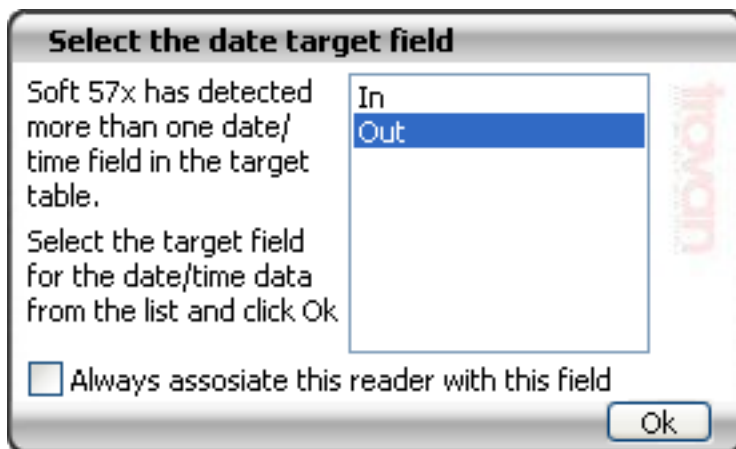 Select the date target field
Soft 57x has detected
more than one date/
time field in the target
table.
Select the target field
for the date/time data
from the list and click Ok
In
Out
trovan
Always assosiate this reader with this field
Ok